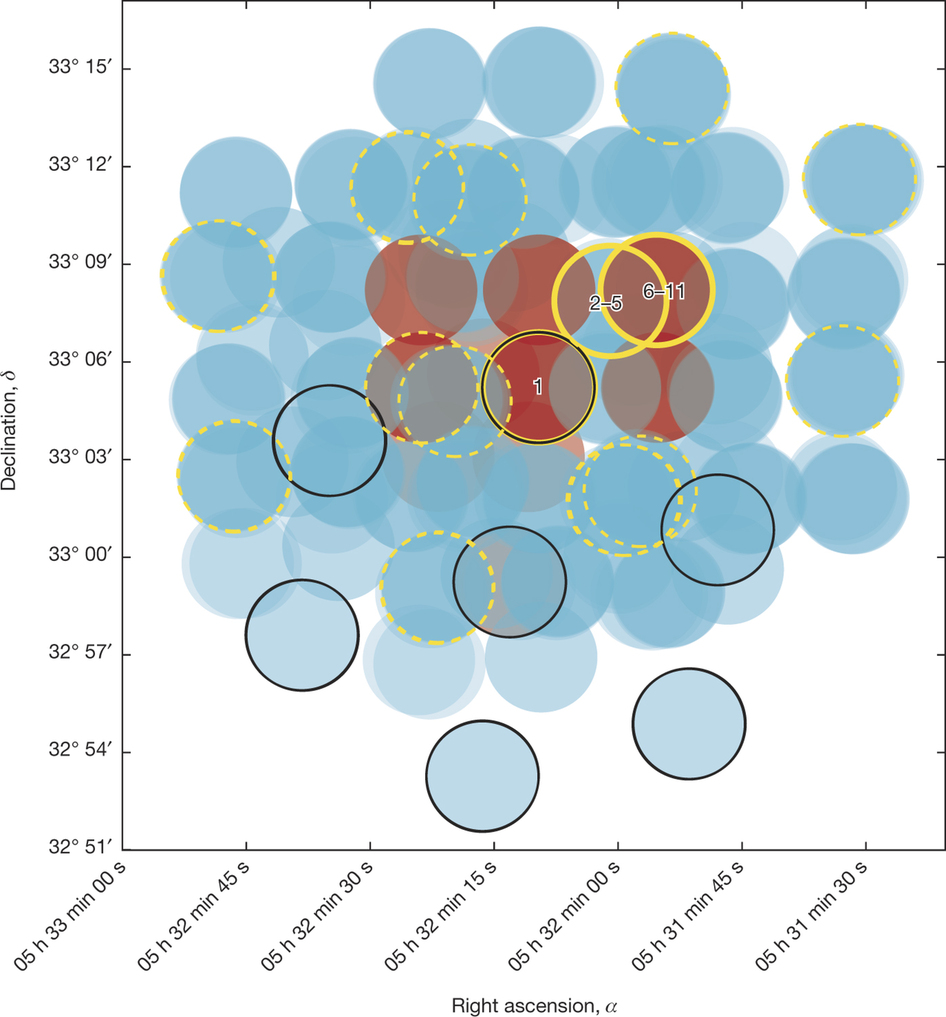 33° 15′
33° 12′
33° 09′
33° 06′
33° 03′
33° 00′
32° 57′
32° 54′
32° 51′
Declination, δ
2–5
6–11
1
05 h 33 min 00 s
05 h 32 min 45 s
05 h 32 min 30 s
05 h 32 min 15 s
05 h 32 min 00 s
05 h 31 min 45 s
05 h 31 min 30 s
Right ascension, α